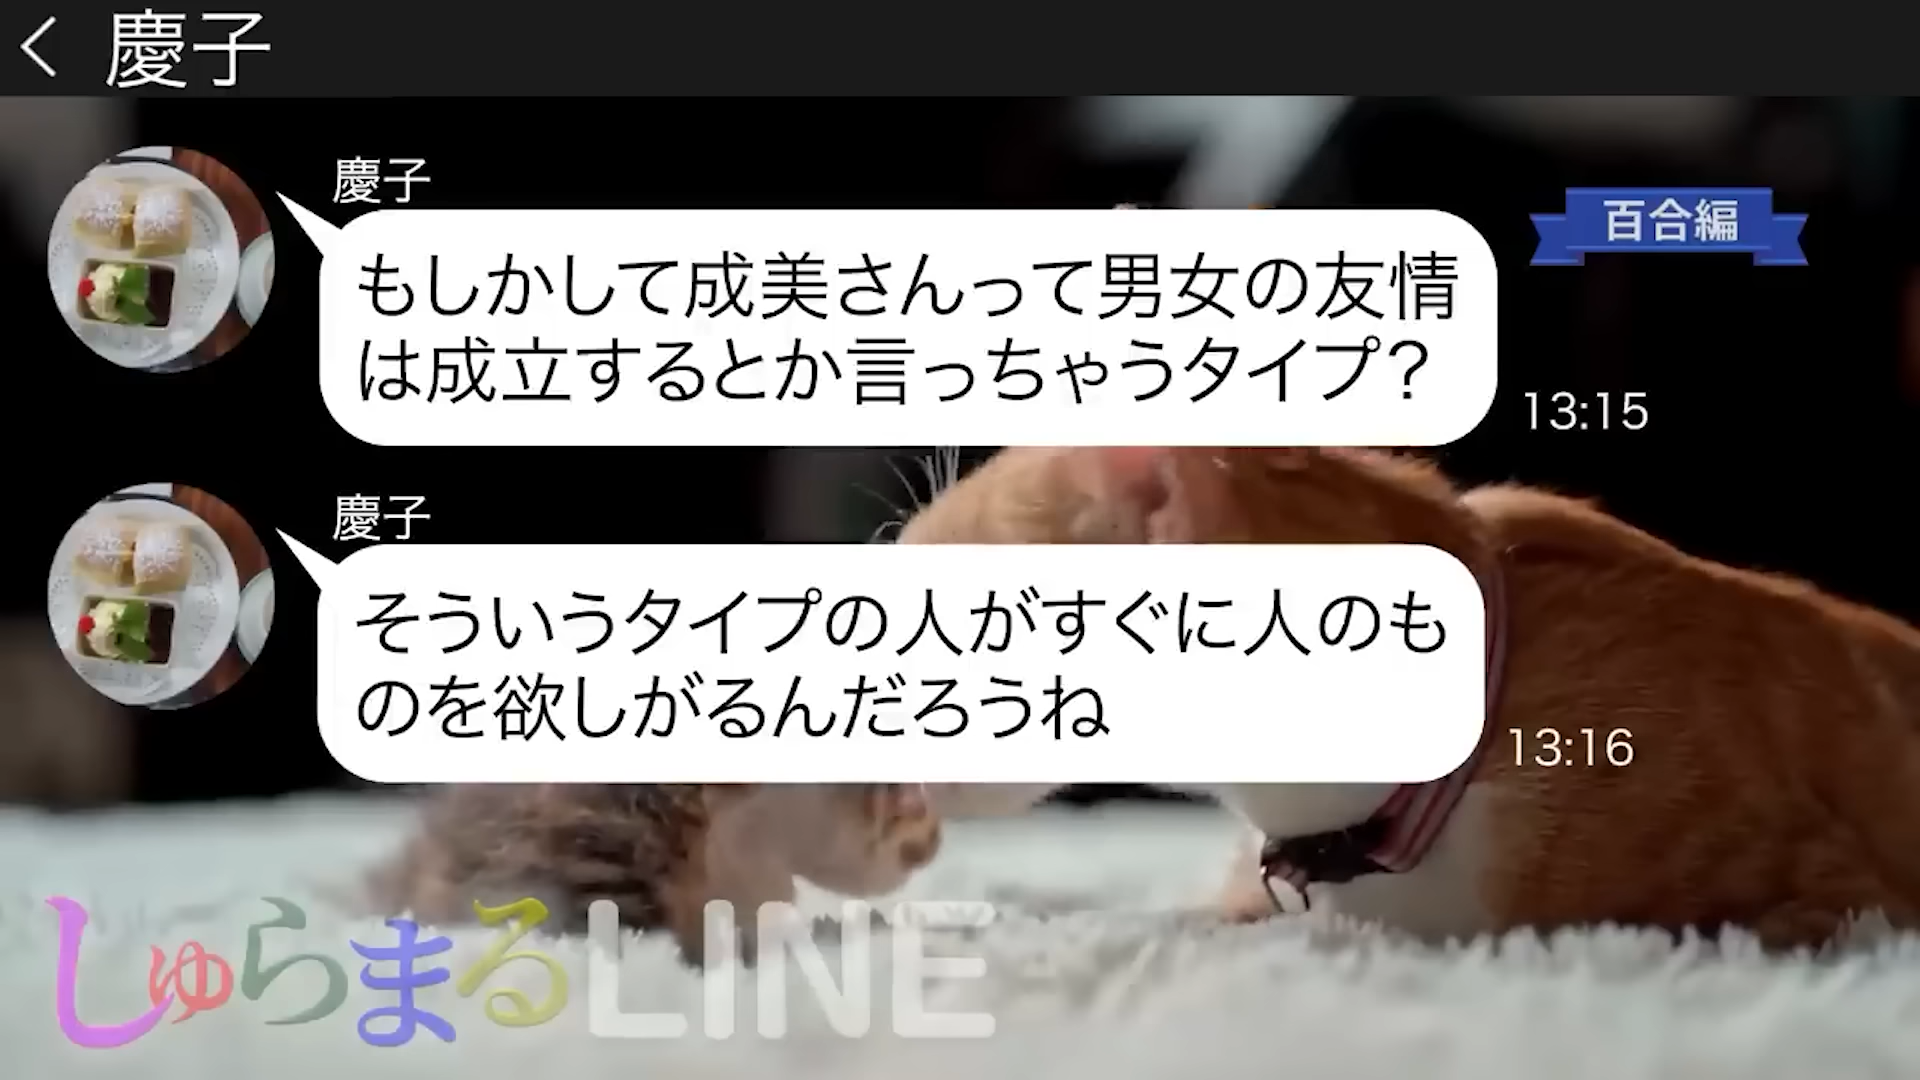 慶子
慶子
百合編
もしかして成美さんって男女の友情
は成立するとか言っちゃうタイプ？
13:15
慶子
そういうタイプの人がすぐに人のも
のを欲しがるんだろうね
13:16
しゅらまるLINE